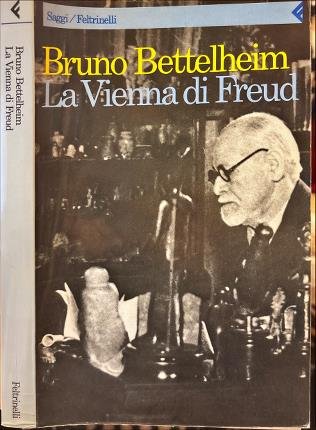 Bruno Bettelheim
La Vienna di Freud
Feltrinelli
Saggi/Feltrinelli
Bruno Bettelheim
La Vienna di Freud